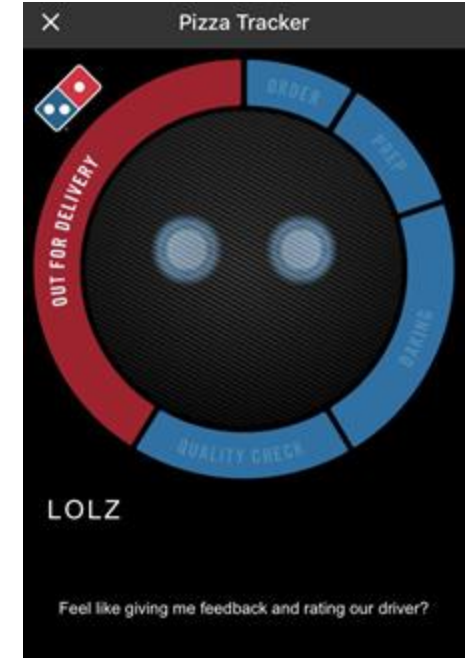 Pizza Tracker
ORDER
PREP
BAKING
QUALITY CHECK
OUT FOR DELIVERY
LOLZ
Feel like giving me feedback and rating our driver?